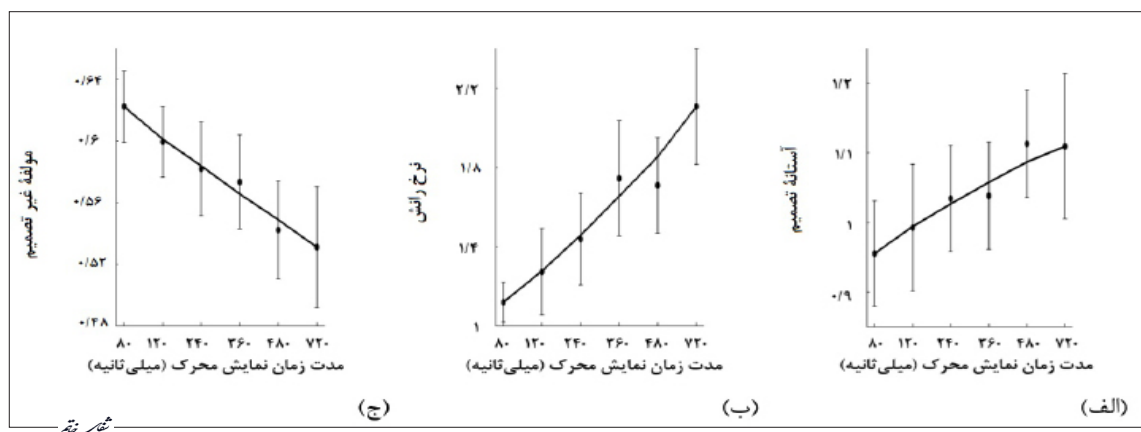 آستانهٔ تصمیم
۱/۲
۱/۱
۱
۰/۹
۸۰ ۱۲۰ ۲۴۰ ۳۶۰ ۴۸۰ ۷۲۰
مدت زمان نمایش محرک (میلی‌ثانیه)
(الف)
نرخ رانش
۲/۲
۱/۸
۱/۴
۱
۸۰ ۱۲۰ ۲۴۰ ۳۶۰ ۴۸۰ ۷۲۰
مدت زمان نمایش محرک (میلی‌ثانیه)
(ب)
مولفهٔ غیر تصمیم
۰/۶۴
۰/۶
۰/۵۶
۰/۵۲
۰/۴۸
۸۰ ۱۲۰ ۲۴۰ ۳۶۰ ۴۸۰ ۷۲۰
مدت زمان نمایش محرک (میلی‌ثانیه)
(ج)
شفای خاتم